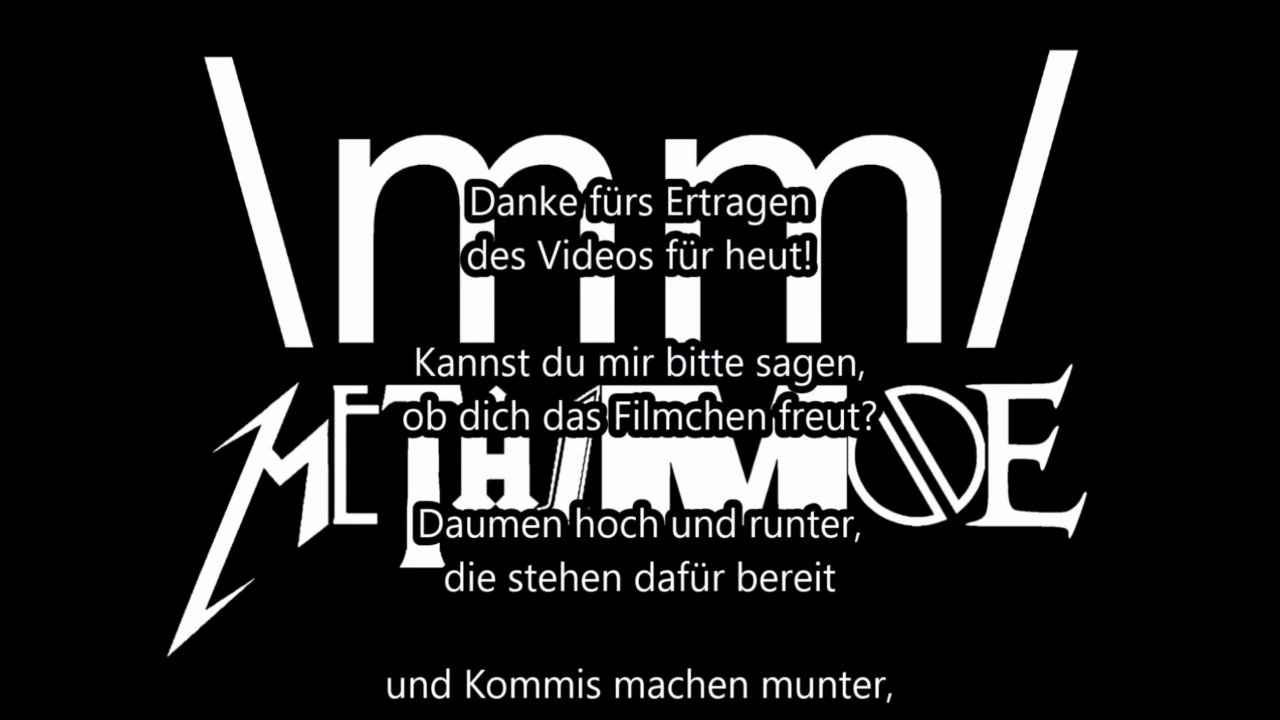 \mm/
Danke fürs Ertragen
des Videos für heut!
Kannst du mir bitte sagen,
ob dich das Filmchen freut?
Daumen hoch und runter,
die stehen dafür bereit
und Kommis machen munter,